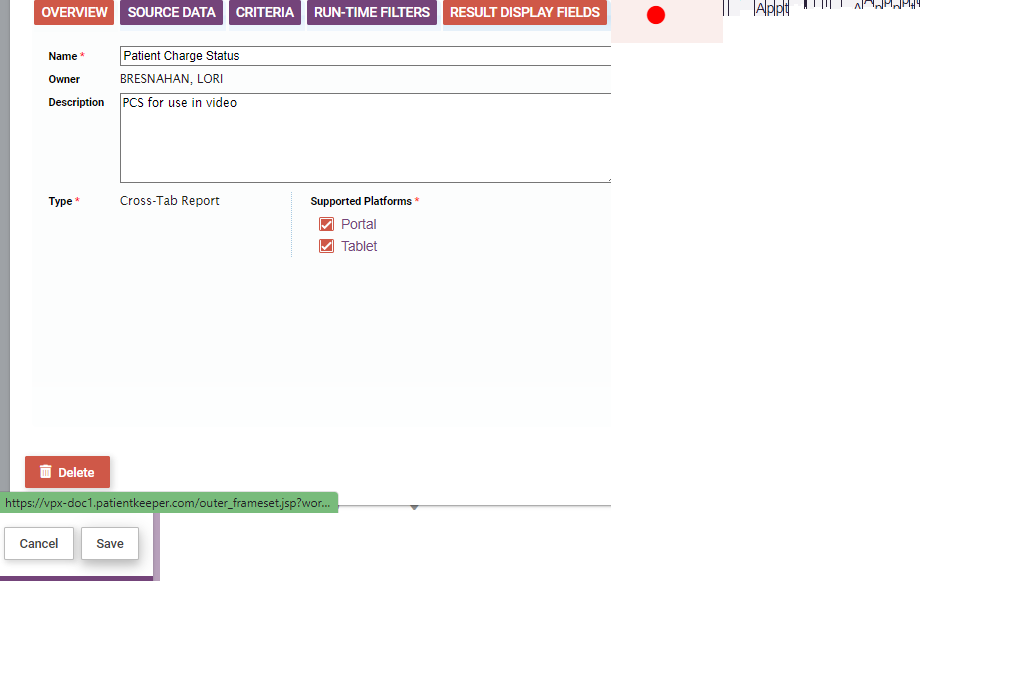 OVERVIEW SOURCE DATA CRITERIA RUN-TIME FILTERS RESULT DISPLAY FIELDS
Appt
Name * Patient Charge Status
Owner BRESNAHAN, LORI
Description PCS for use in video
Type * Cross-Tab Report Supported Platforms *
Portal
Tablet
Delete
https://vpx-doc1.patientkeeper.com/outer_frameset.jsp?wor...
Cancel Save